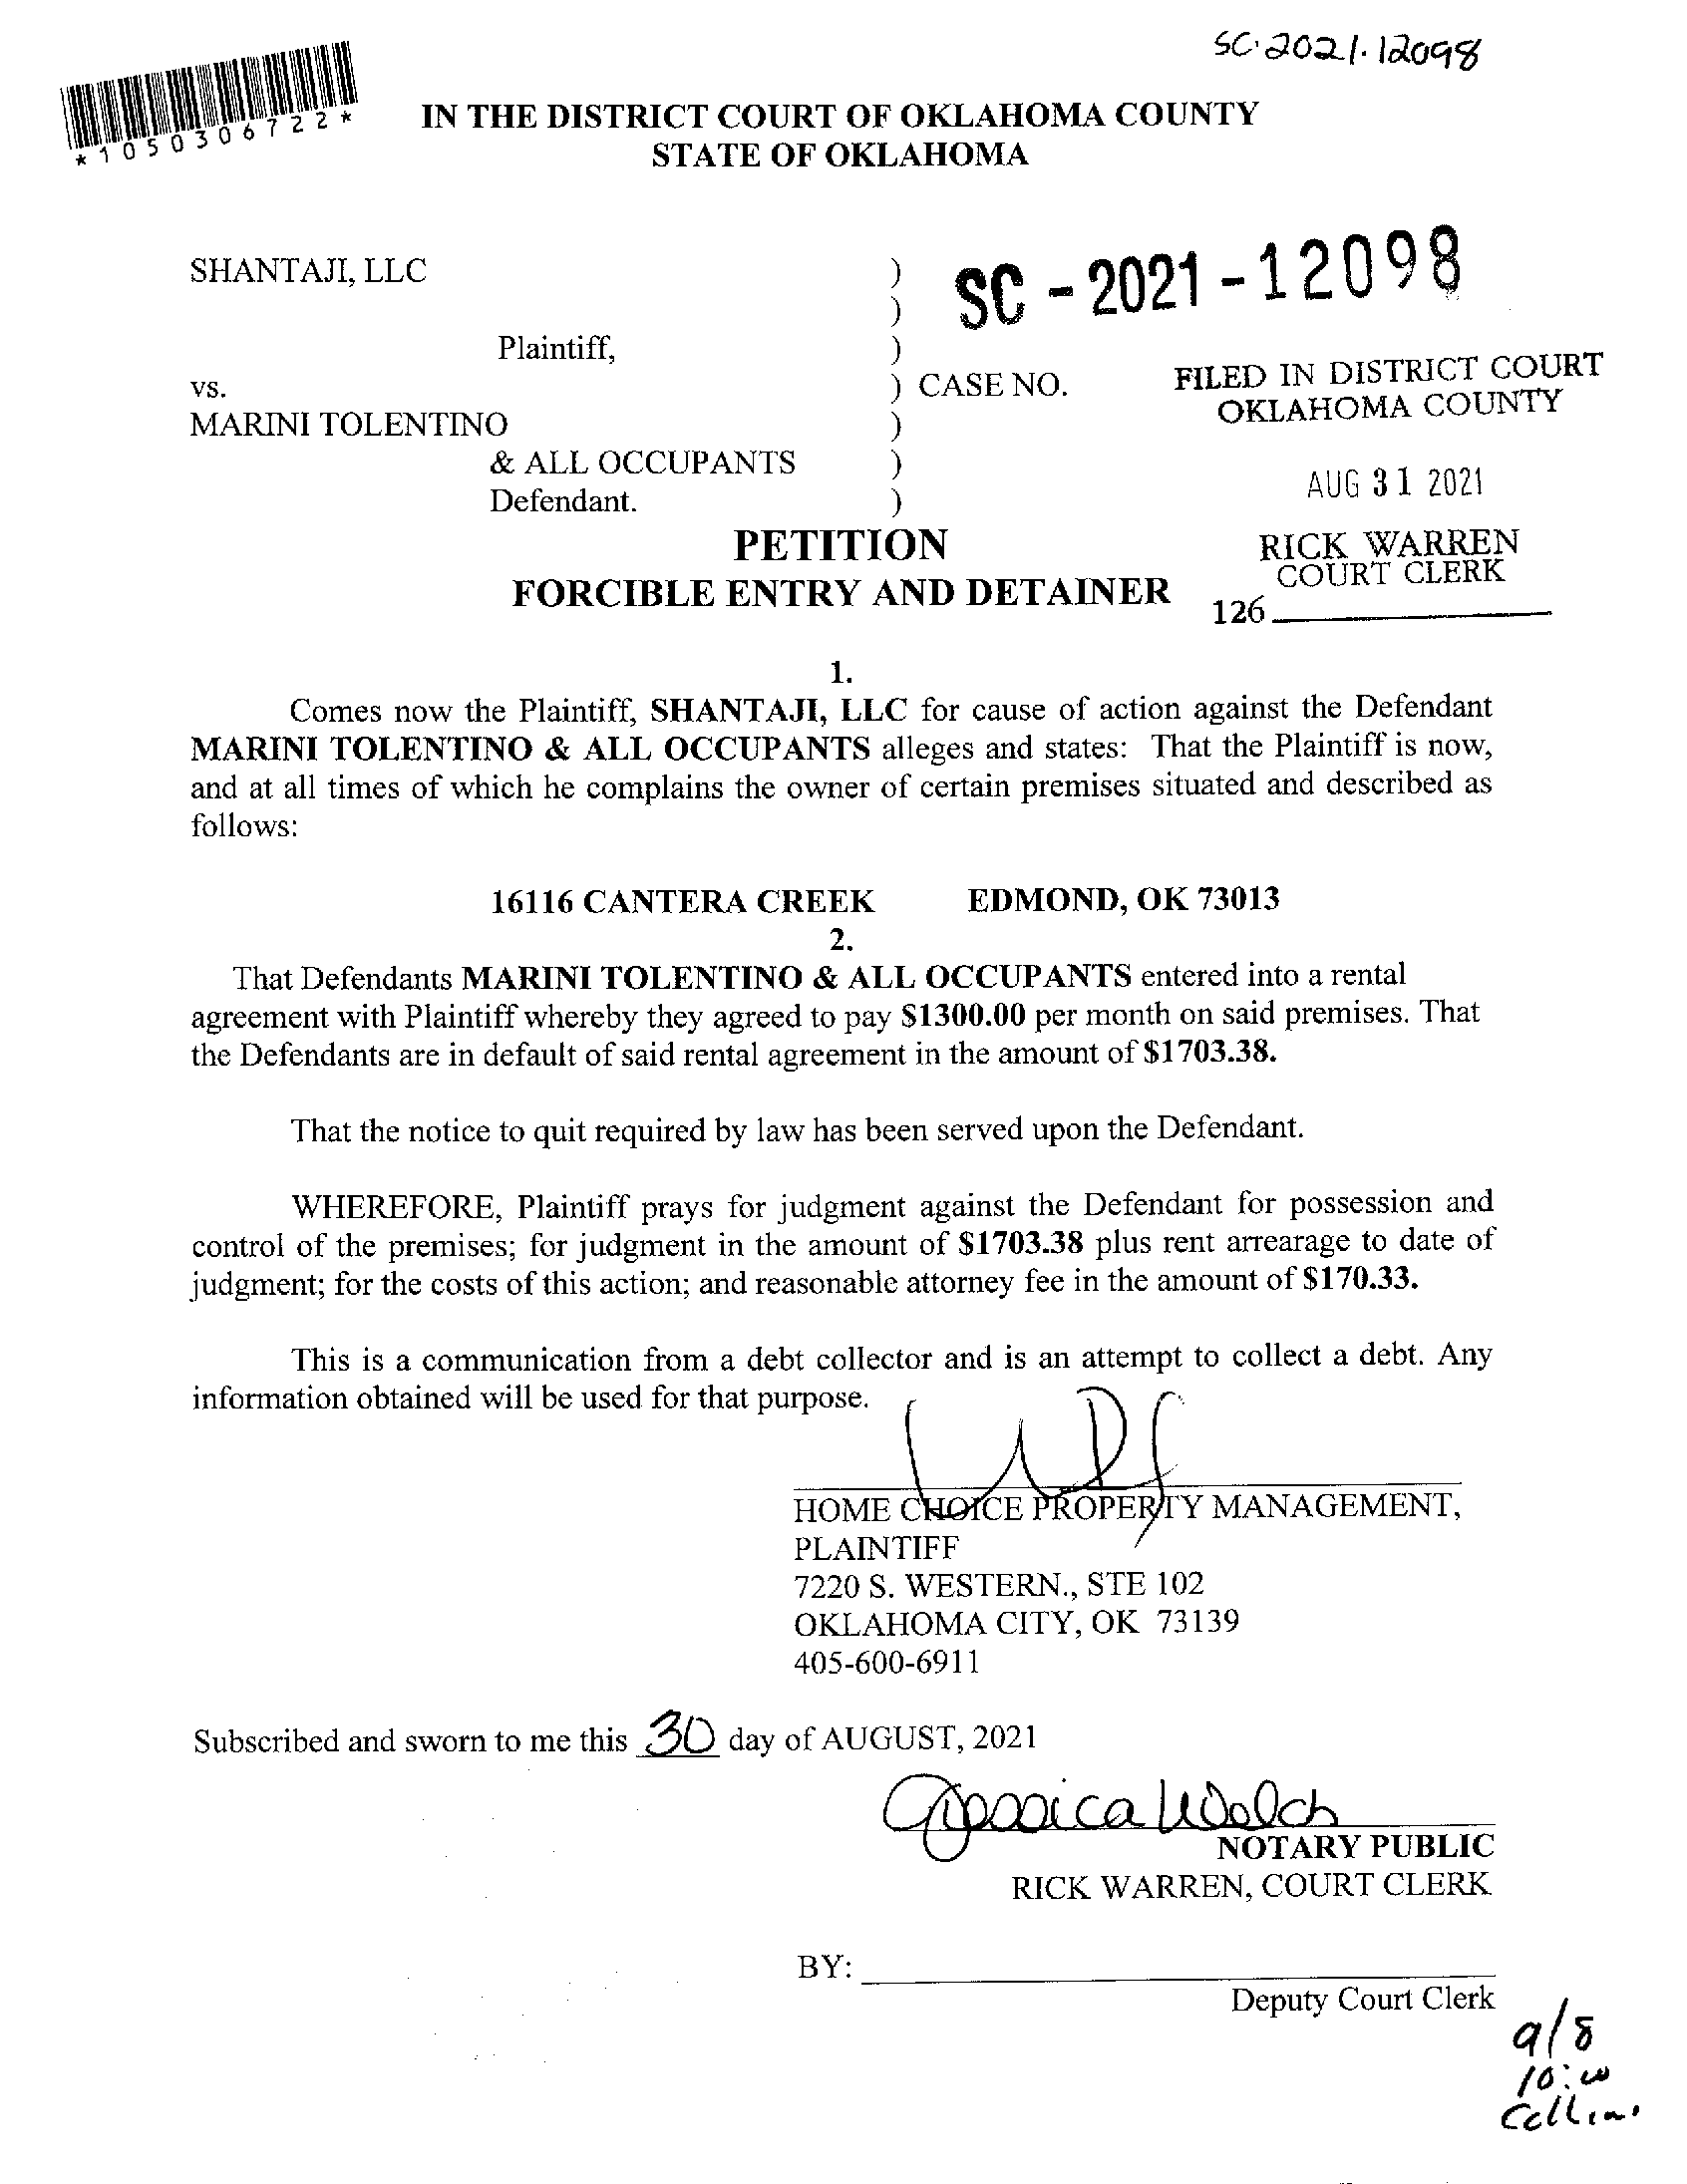 SC-2021-12098
*1050306722*
IN THE DISTRICT COURT OF OKLAHOMA COUNTY
STATE OF OKLAHOMA
SHANTAJI, LLC )
)
SC - 2021 - 12098
Plaintiff, )
vs. ) CASE NO.
FILED IN DISTRICT COURT
OKLAHOMA COUNTY
MARINI TOLENTINO )
& ALL OCCUPANTS )
Defendant. )
AUG 31 2021
PETITION
FORCIBLE ENTRY AND DETAINER
RICK WARREN
COURT CLERK
126
1.
Comes now the Plaintiff, SHANTAJI, LLC for cause of action against the Defendant
MARINI TOLENTINO & ALL OCCUPANTS alleges and states: That the Plaintiff is now,
and at all times of which he complains the owner of certain premises situated and described as
follows:
16116 CANTERA CREEK EDMOND, OK 73013
2.
That Defendants MARINI TOLENTINO & ALL OCCUPANTS entered into a rental
agreement with Plaintiff whereby they agreed to pay $1300.00 per month on said premises. That
the Defendants are in default of said rental agreement in the amount of $1703.38.
That the notice to quit required by law has been served upon the Defendant.
WHEREFORE, Plaintiff prays for judgment against the Defendant for possession and
control of the premises; for judgment in the amount of $1703.38 plus rent arrearage to date of
judgment; for the costs of this action; and reasonable attorney fee in the amount of $170.33.
This is a communication from a debt collector and is an attempt to collect a debt. Any
information obtained will be used for that purpose.
HOME CHOICE PROPERTY MANAGEMENT,
PLAINTIFF
7220 S. WESTERN., STE 102
OKLAHOMA CITY, OK 73139
405-600-6911
Subscribed and sworn to me this 30 day of AUGUST, 2021
Jessica Welch
NOTARY PUBLIC
RICK WARREN, COURT CLERK
BY:
Deputy Court Clerk
9/8
10:00
Collins